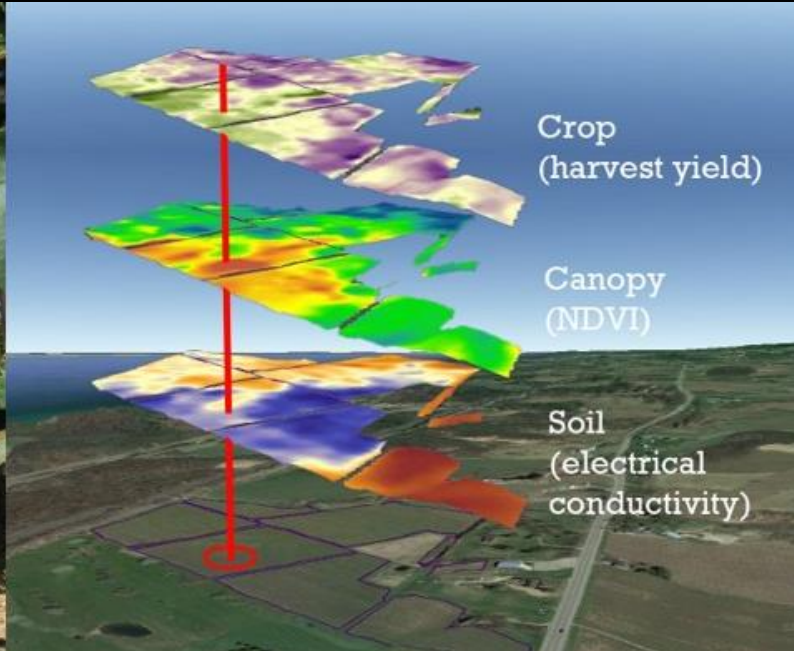 Crop
(harvest yield)
Canopy
(NDVI)
Soil
(electrical
conductivity)